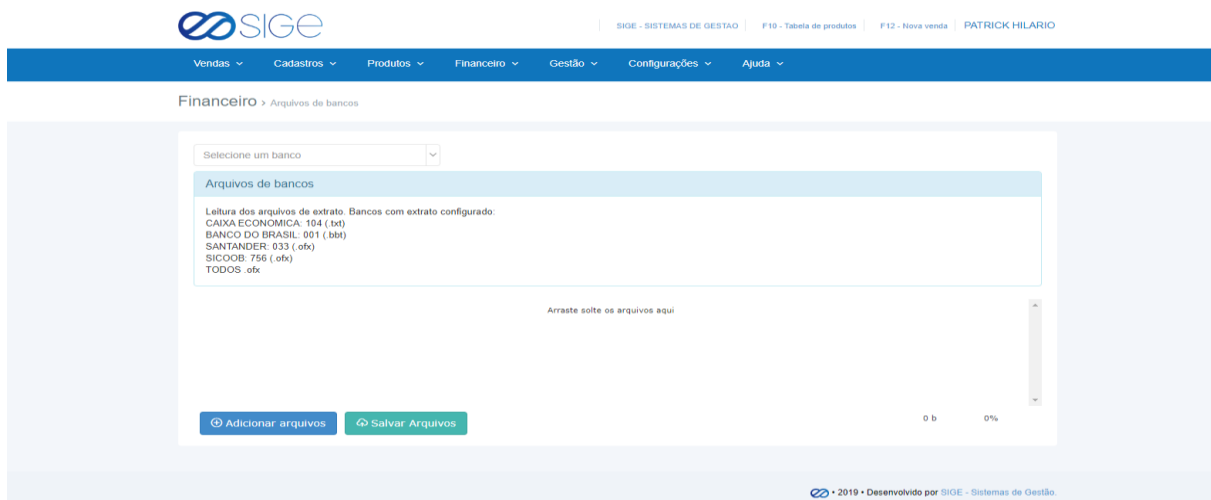 SIGE
SIGE - SISTEMAS DE GESTAO F10 - Tabela de produtos F12 - Nova venda PATRICK HILARIO
Vendas Cadastros Produtos Financeiro Gestão Configurações Ajuda
Financeiro > Arquivos de bancos
Selecione um banco
Arquivos de bancos
Leitura dos arquivos de extrato. Bancos com extrato configurado:
CAIXA ECONOMICA: 104 (.txt)
BANCO DO BRASIL: 001 (.bbt)
SANTANDER: 033 (.ofx)
SICOOB: 756 (.ofx)
TODOS .ofx
Arraste solte os arquivos aqui
Adicionar arquivos Salvar Arquivos 0 b 0%
• 2019 • Desenvolvido por SIGE - Sistemas de Gestão.